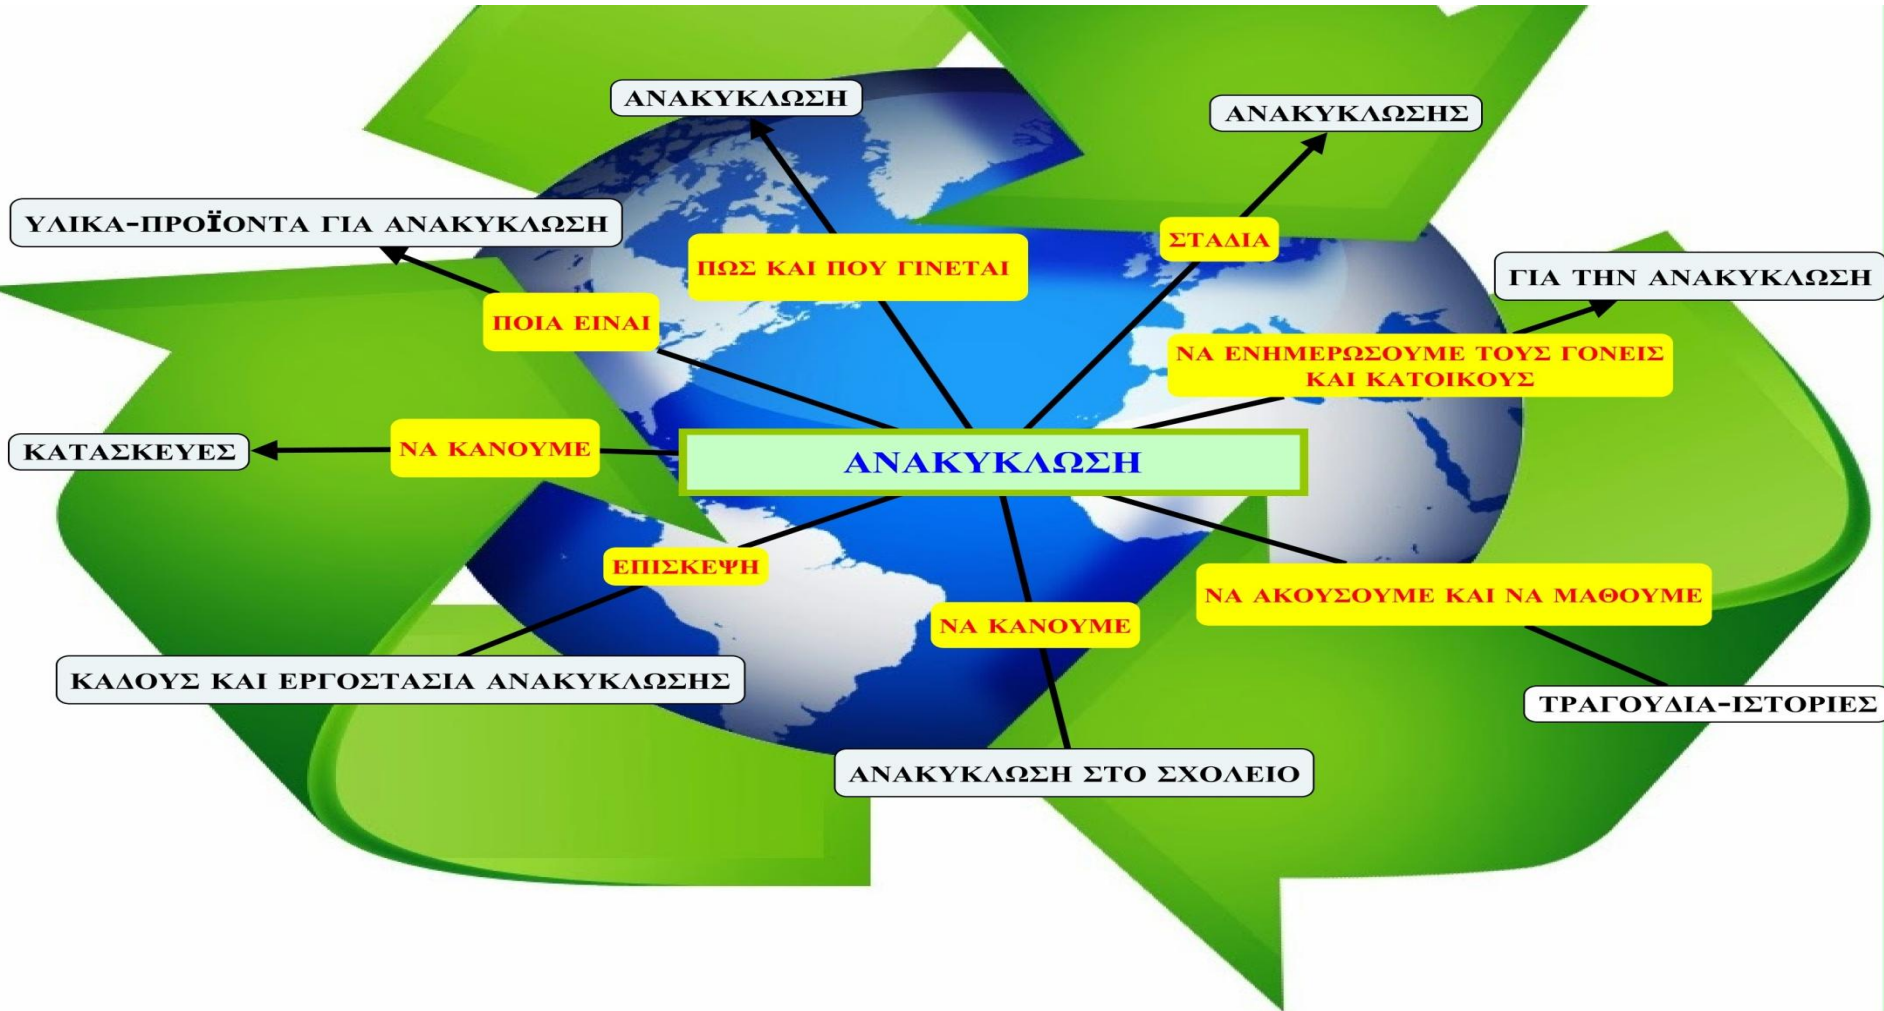 ΑΝΑΚΥΚΛΩΣΗ
ΑΝΑΚΥΚΛΩΣΗΣ
ΥΛΙΚΑ-ΠΡΟΪΟΝΤΑ ΓΙΑ ΑΝΑΚΥΚΛΩΣΗ
ΣΤΑΔΙΑ
ΠΩΣ ΚΑΙ ΠΟΥ ΓΙΝΕΤΑΙ
ΓΙΑ ΤΗΝ ΑΝΑΚΥΚΛΩΣΗ
ΠΟΙΑ ΕΙΝΑΙ
ΝΑ ΕΝΗΜΕΡΩΣΟΥΜΕ ΤΟΥΣ ΓΟΝΕΙΣ
ΚΑΙ ΚΑΤΟΙΚΟΥΣ
ΚΑΤΑΣΚΕΥΕΣ
ΝΑ ΚΑΝΟΥΜΕ
ΑΝΑΚΥΚΛΩΣΗ
ΕΠΙΣΚΕΨΗ
ΝΑ ΑΚΟΥΣΟΥΜΕ ΚΑΙ ΝΑ ΜΑΘΟΥΜΕ
ΝΑ ΚΑΝΟΥΜΕ
ΚΑΔΟΥΣ ΚΑΙ ΕΡΓΟΣΤΑΣΙΑ ΑΝΑΚΥΚΛΩΣΗΣ
ΤΡΑΓΟΥΔΙΑ-ΙΣΤΟΡΙΕΣ
ΑΝΑΚΥΚΛΩΣΗ ΣΤΟ ΣΧΟΛΕΙΟ